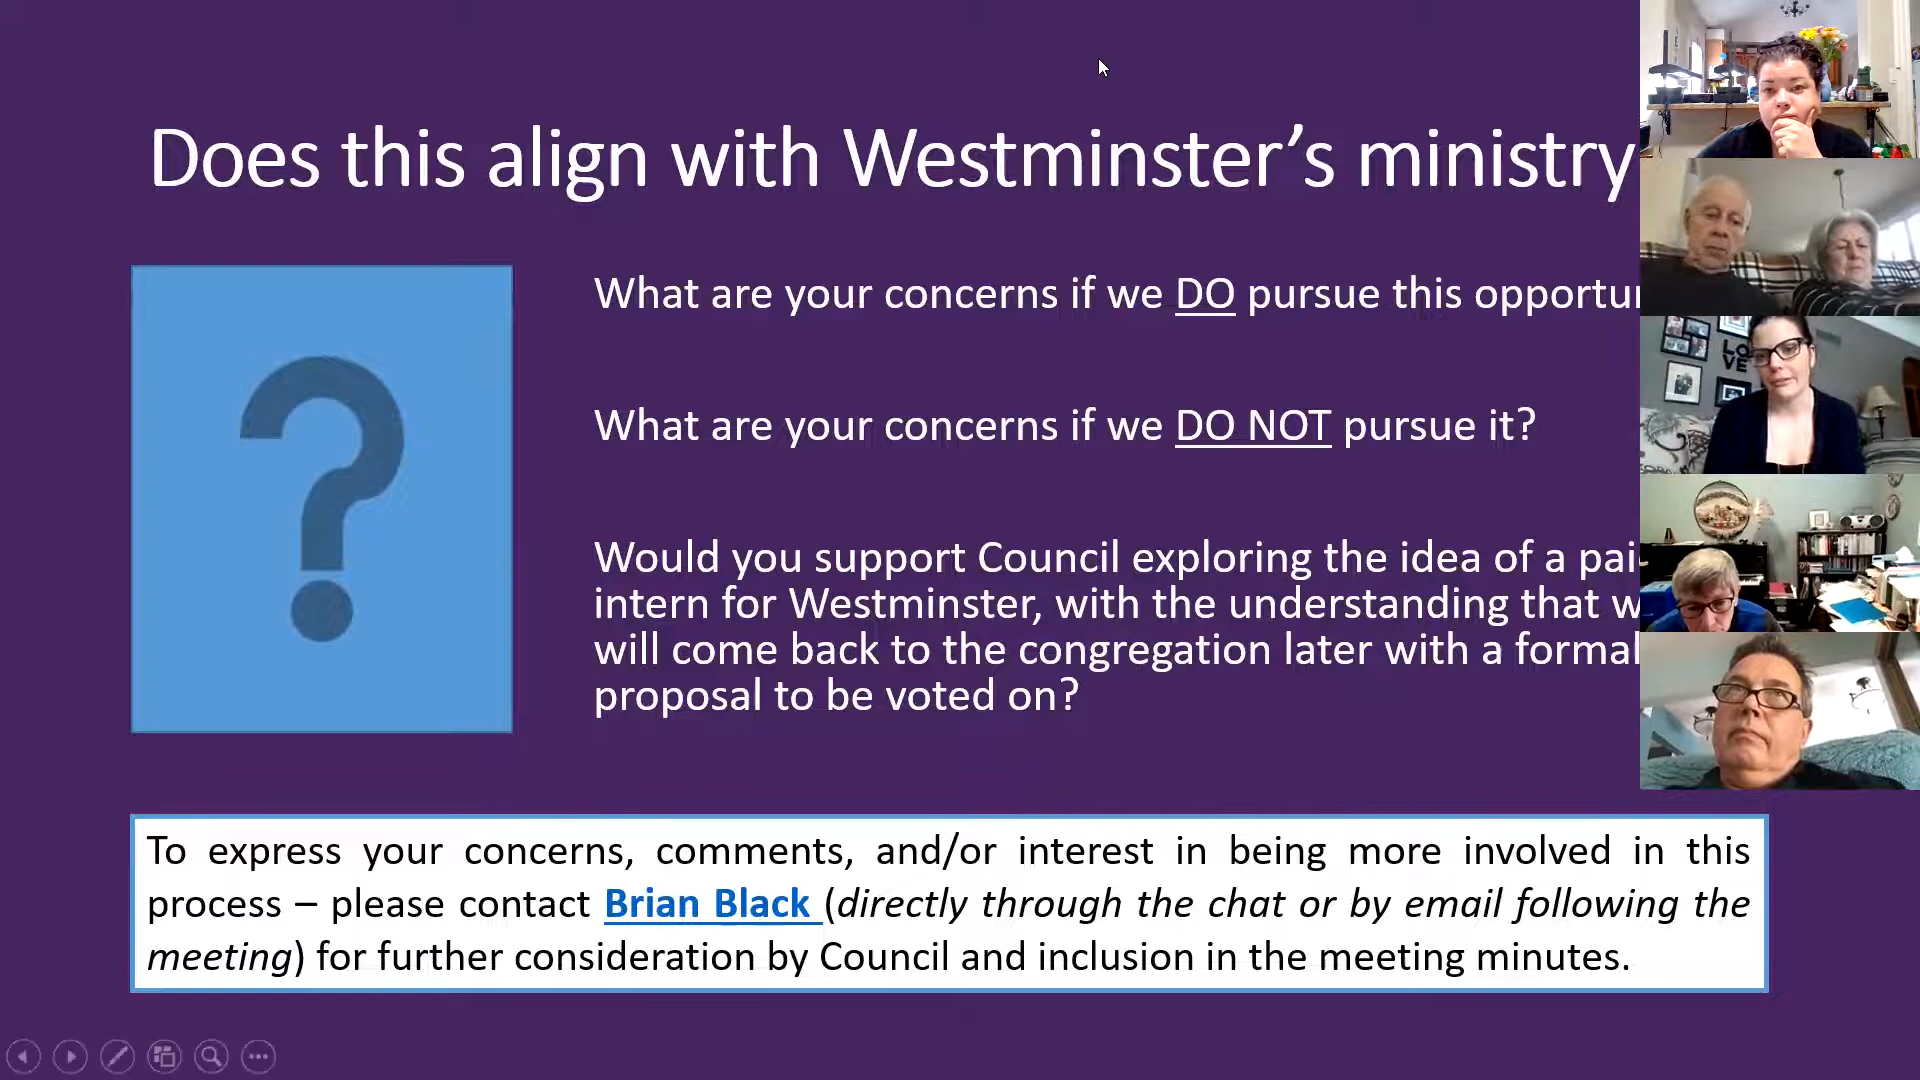 Does this align with Westminster’s ministry
What are your concerns if we DO pursue this
What are your concerns if we DO NOT pursue it?
Would you support Council exploring the idea of a
intern for Westminster, with the understanding that
will come back to the congregation later with a formal
proposal to be voted on?
To express your concerns, comments, and/or interest in being more involved in this
process – please contact Brian Black (directly through the chat or by email following the
meeting) for further consideration by Council and inclusion in the meeting minutes.
LO
VE